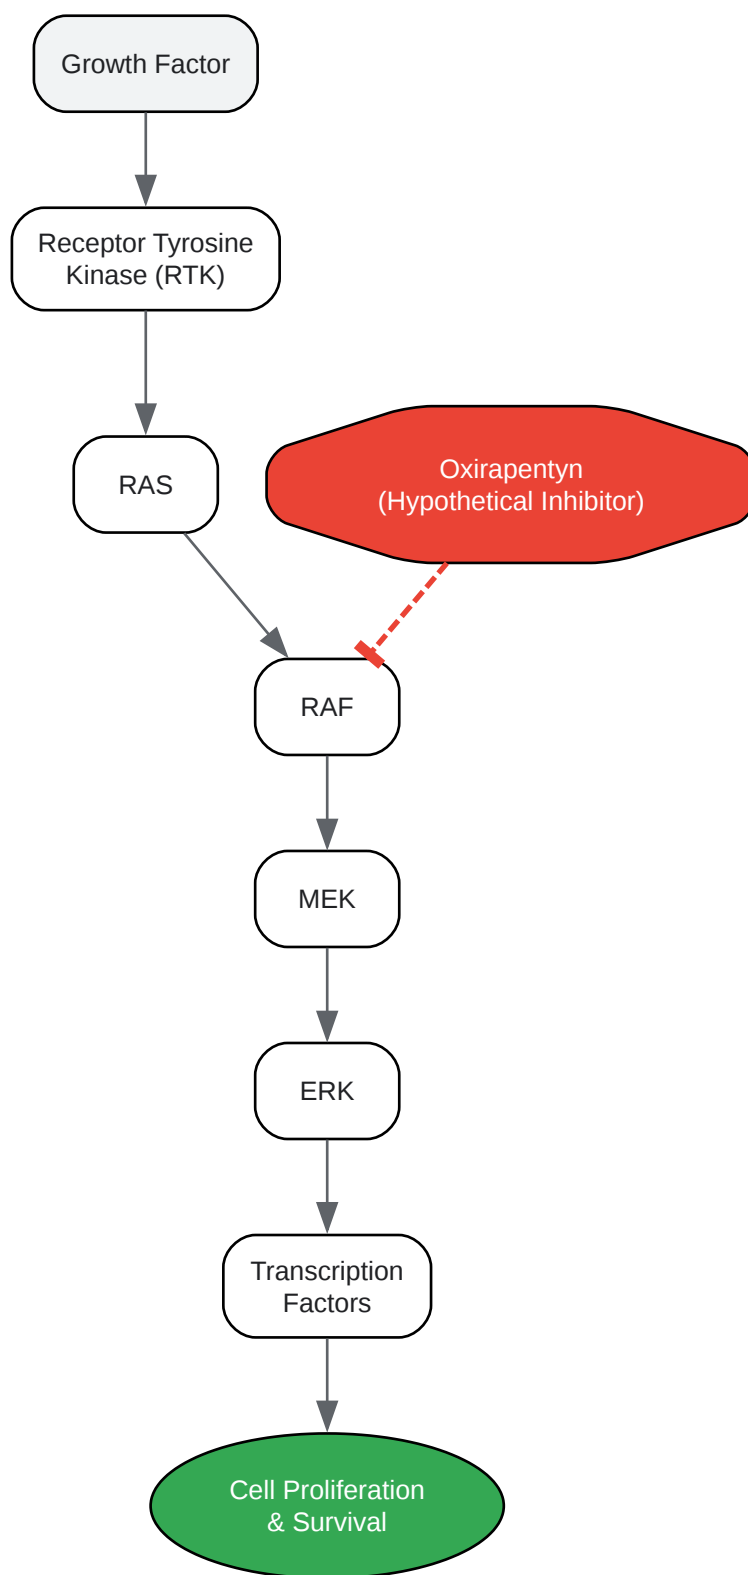 Growth Factor
Receptor Tyrosine
Kinase (RTK)
RAS
Oxirapentyn
(Hypothetical Inhibitor)
RAF
MEK
ERK
Transcription
Factors
Cell Proliferation
& Survival